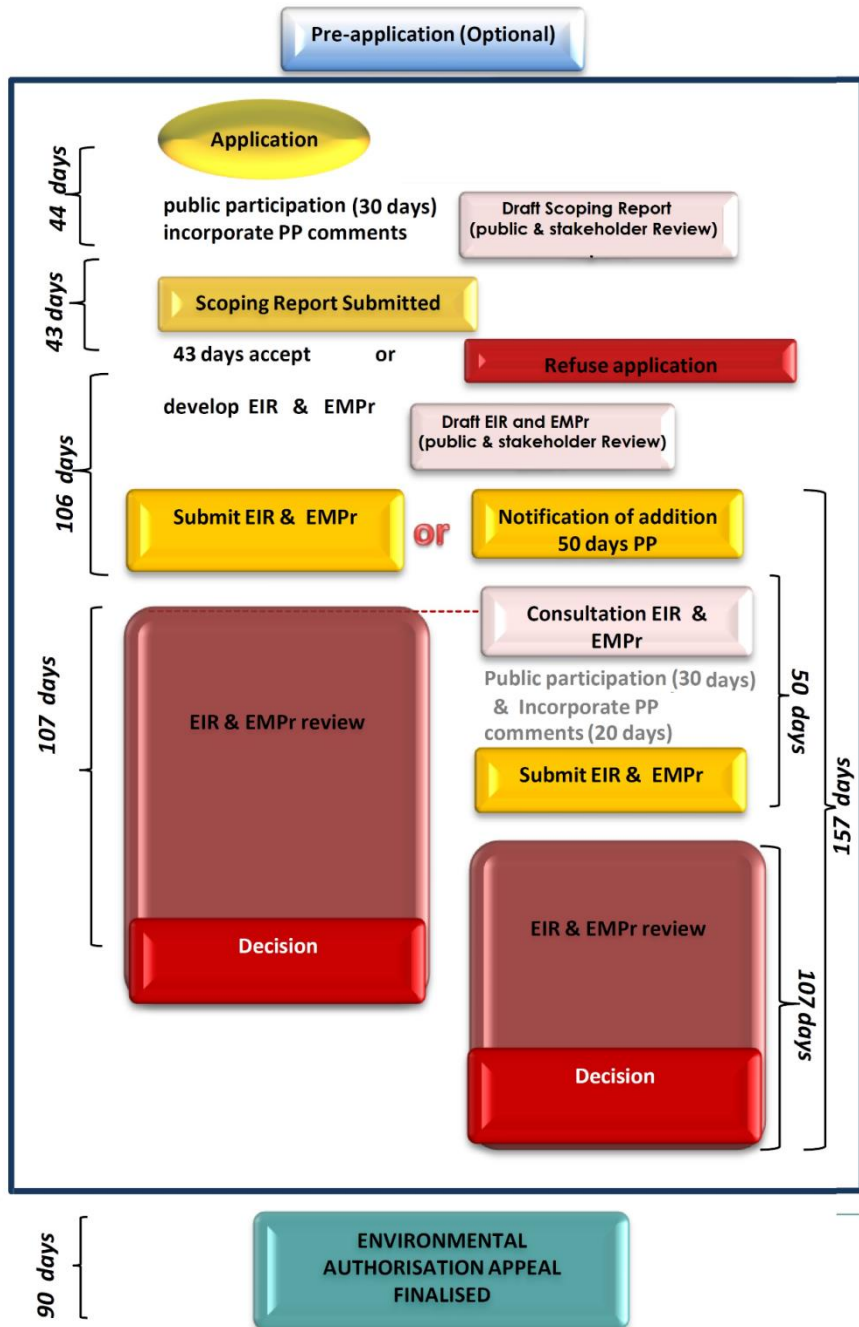 Pre-application (Optional)
Application
44 days
public participation (30 days)
incorporate PP comments
Draft Scoping Report
(public & stakeholder Review)
.
43 days
Scoping Report Submitted
43 days accept or
Refuse application
106 days
develop EIR & EMPr
Draft EIR and EMPr
(public & stakeholder Review)
Submit EIR & EMPr
or
Notification of addition
50 days PP
107 days
EIR & EMPr review
Decision
Consultation EIR &
EMPr
Public participation (30 days)
& Incorporate PP
comments (20 days)
Submit EIR & EMPr
50 days
157 days
EIR & EMPr review
Decision
107 days
90 days
ENVIRONMENTAL
AUTHORISATION APPEAL
FINALISED